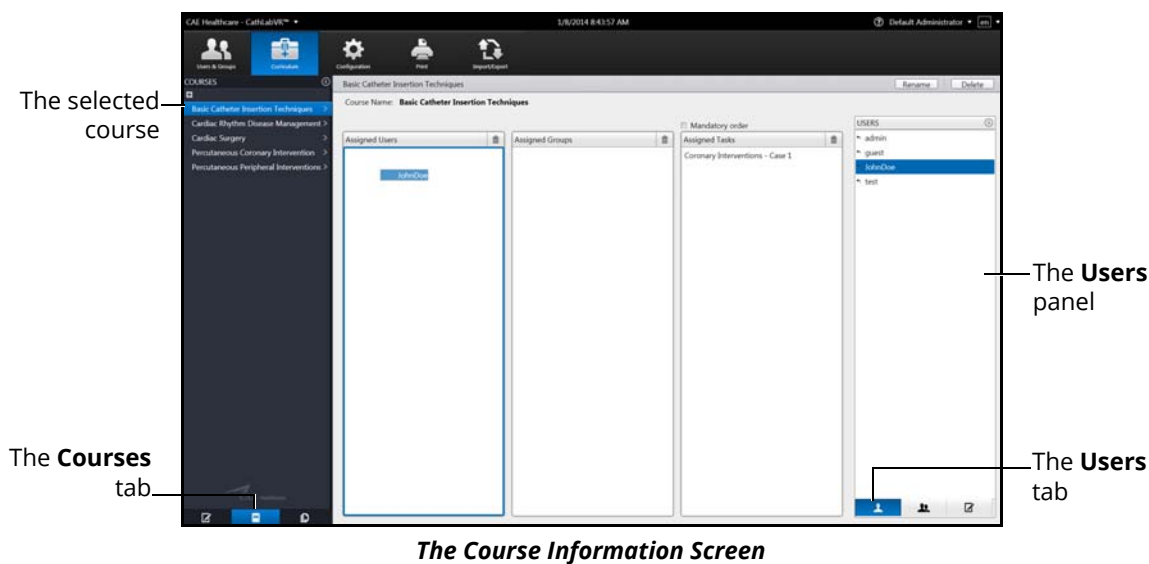 CAE Healthcare - CathLabVR™
1/8/2014 8:43:57 AM
Default Administrator
en
Users & Groups
Curriculum
Configuration
Print
Import/Export
COURSES
Basic Catheter Insertion Techniques
Rename
Delete
The selected
course
Basic Catheter Insertion Techniques
Cardiac Rhythm Disease Management
Cardiac Surgery
Percutaneous Coronary Intervention
Percutaneous Peripheral Interventions
Course Name: Basic Catheter Insertion Techniques
Mandatory order
Assigned Users
Assigned Groups
Assigned Tasks
JohnDoe
Coronary Interventions - Case 1
USERS
admin
guest
JohnDoe
test
The Users
panel
The Courses
tab
The Users
tab
The Course Information Screen